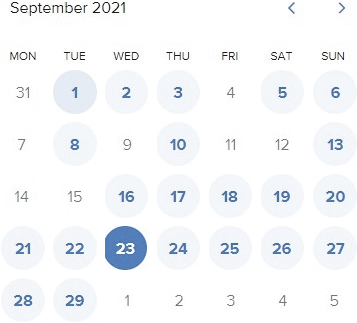 September 2021
MON TUE WED THU FRI SAT SUN
31 1 2 3 4 5 6
7 8 9 10 11 12 13
14 15 16 17 18 19 20
21 22 23 24 25 26 27
28 29 1 2 3 4 5